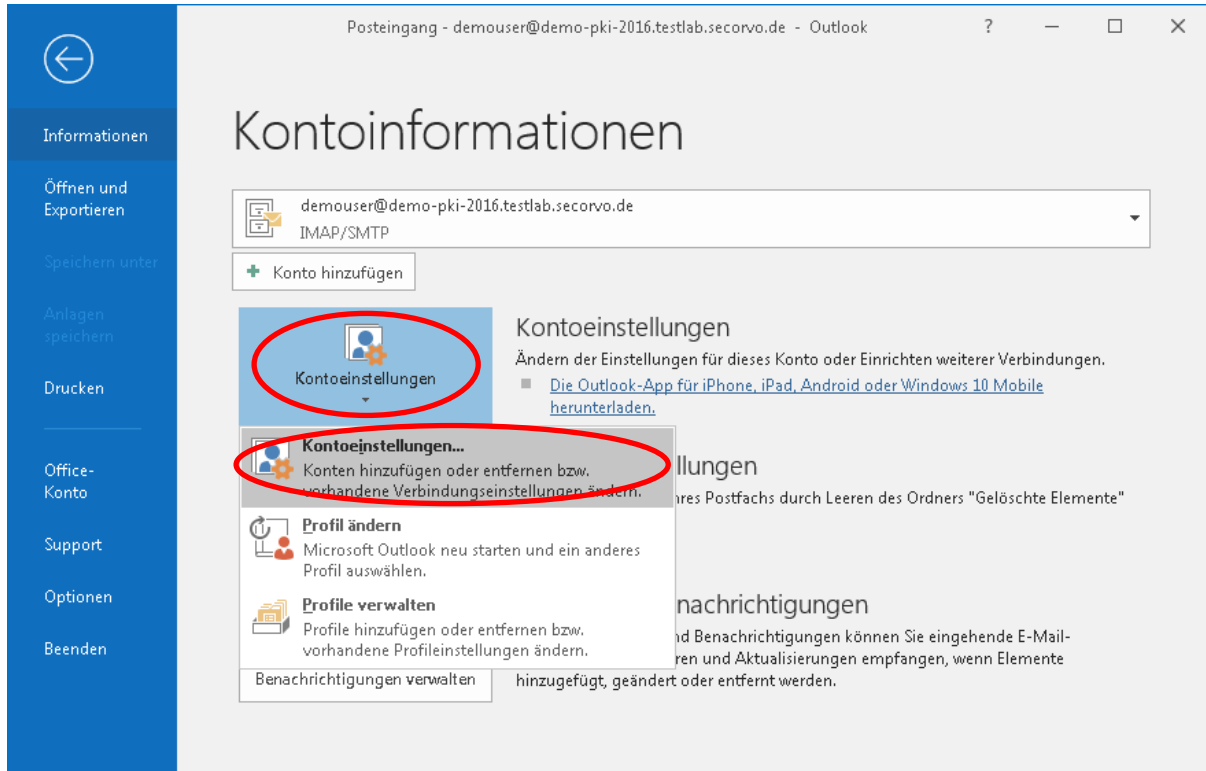 Posteingang - demouser@demo-pki-2016.testlab.secorvo.de - Outlook
?
Informationen
Öffnen und
Exportieren
Speichern unter
Anlagen
speichern
Drucken
Office-
Konto
Support
Optionen
Beenden
Kontoinformationen
demouser@demo-pki-2016.testlab.secorvo.de
IMAP/SMTP
Konto hinzufügen
Kontoeinstellungen
Kontoeinstellungen
Ändern der Einstellungen für dieses Konto oder Einrichten weiterer Verbindungen.
Die Outlook-App für iPhone, iPad, Android oder Windows 10 Mobile
herunterladen.
Kontoeinstellungen...
Konten hinzufügen oder entfernen bzw.
vorhandene Verbindungseinstellungen ändern.
Profil ändern
Microsoft Outlook neu starten und ein anderes
Profil auswählen.
Profile verwalten
Profile hinzufügen oder entfernen bzw.
vorhandene Profileinstellungen ändern.
llungen
hres Postfachs durch Leeren des Ordners "Gelöschte Elemente"
nachrichtigungen
nd Benachrichtigungen können Sie eingehende E-Mail-
ren und Aktualisierungen empfangen, wenn Elemente
hinzugefügt, geändert oder entfernt werden.
Benachrichtigungen verwalten